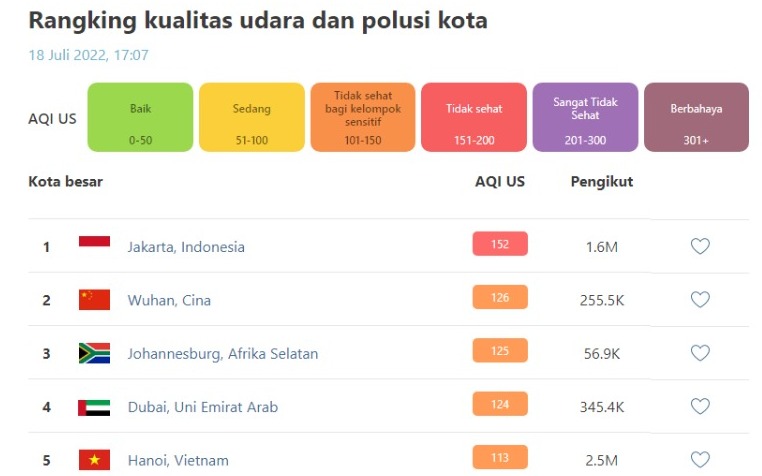 Rangking kualitas udara dan polusi kota
18 Juli 2022, 17:07
AQI US
Baik
0-50
Sedang
51-100
Tidak sehat
bagi kelompok
sensitif
101-150
Tidak sehat
151-200
Sangat Tidak
Sehat
201-300
Berbahaya
301+
Kota besar AQI US Pengikut
1 Jakarta, Indonesia 152 1.6M
2 Wuhan, Cina 126 255.5K
3 Johannesburg, Afrika Selatan 125 56.9K
4 Dubai, Uni Emirat Arab 124 345.4K
5 Hanoi, Vietnam 113 2.5M